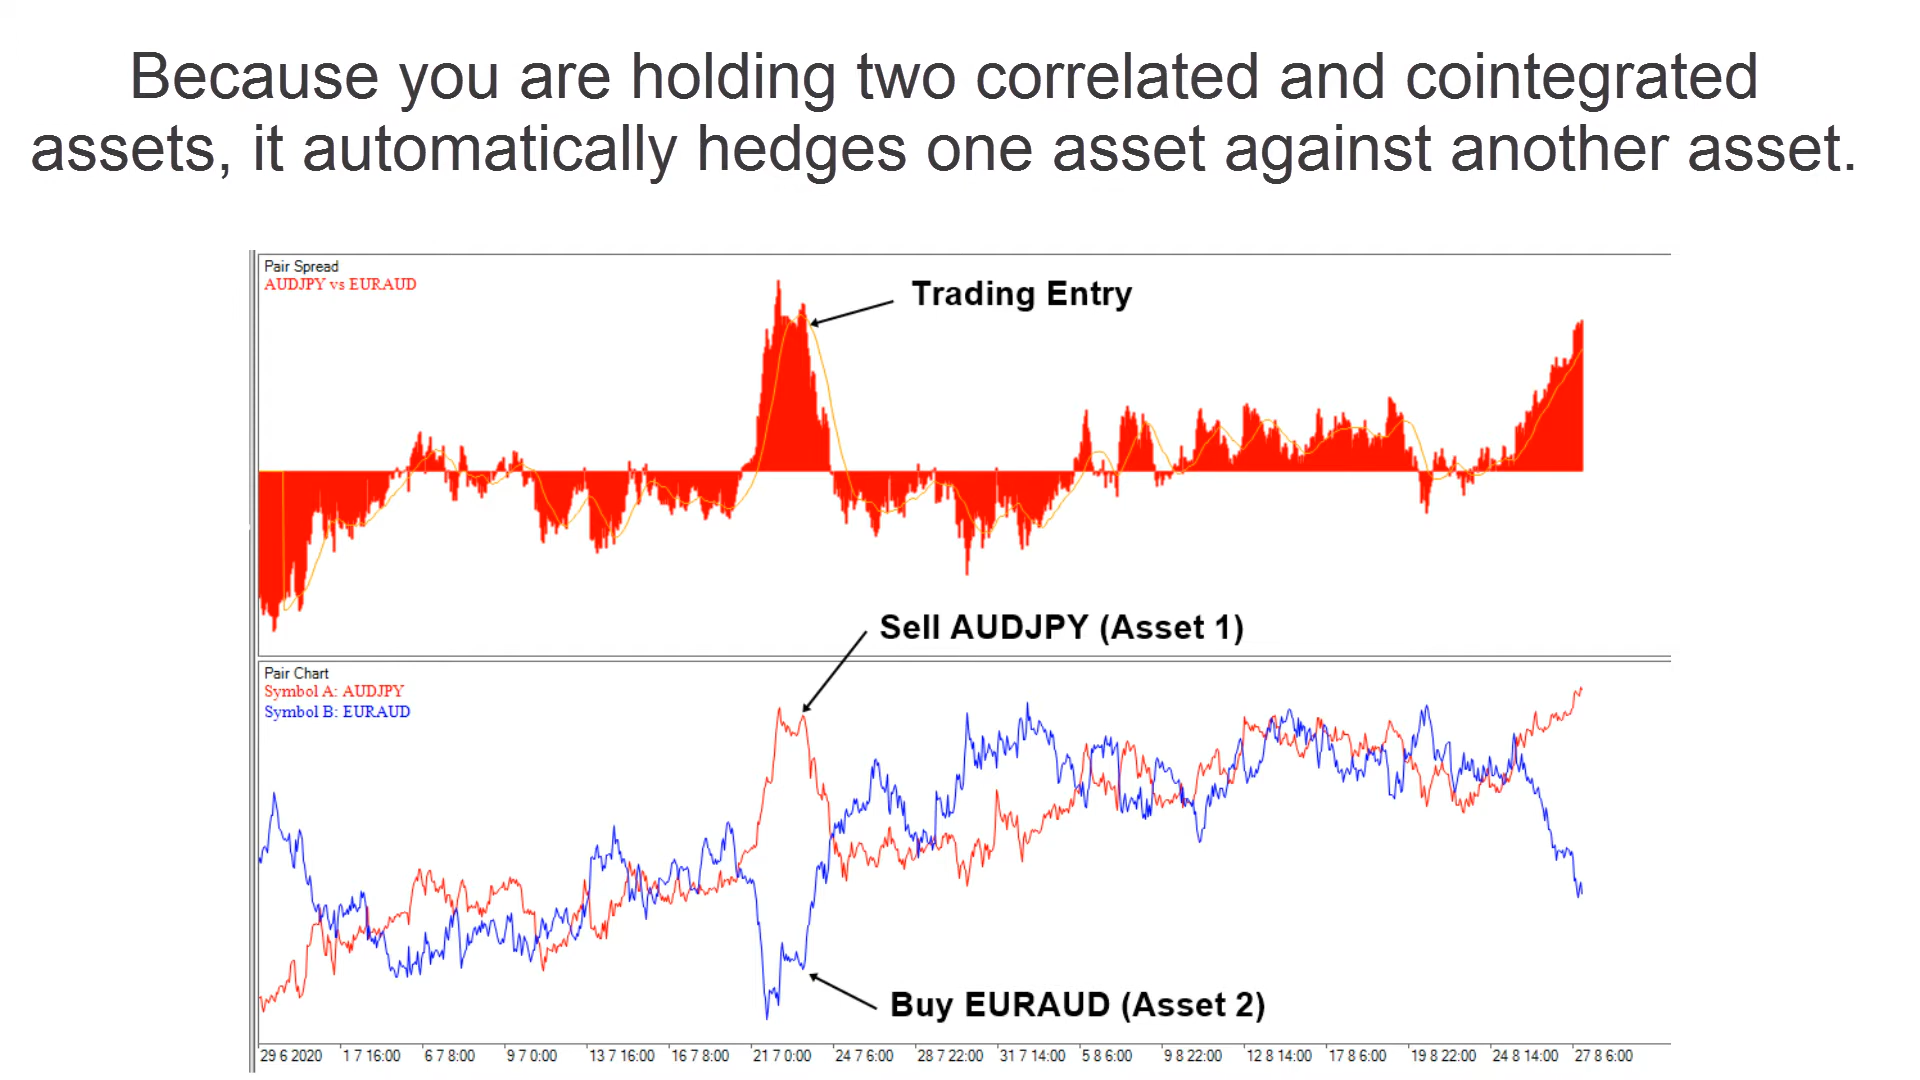 Because you are holding two correlated and cointegrated
assets, it automatically hedges one asset against another asset.
Pair Spread
AUDJPY vs EURAUD
Trading Entry
Sell AUDJPY (Asset 1)
Pair Chart
Symbol A: AUDJPY
Symbol B: EURAUD
Buy EURAUD (Asset 2)
29 6 2020 1 7 16:00 6 7 8:00 9 7 0:00 13 7 16:00 16 7 8:00 21 7 0:00 24 7 6:00 28 7 22:00 31 7 14:00 5 8 6:00 9 8 22:00 12 8 14:00 17 8 6:00 19 8 22:00 24 8 14:00 27 8 6:00